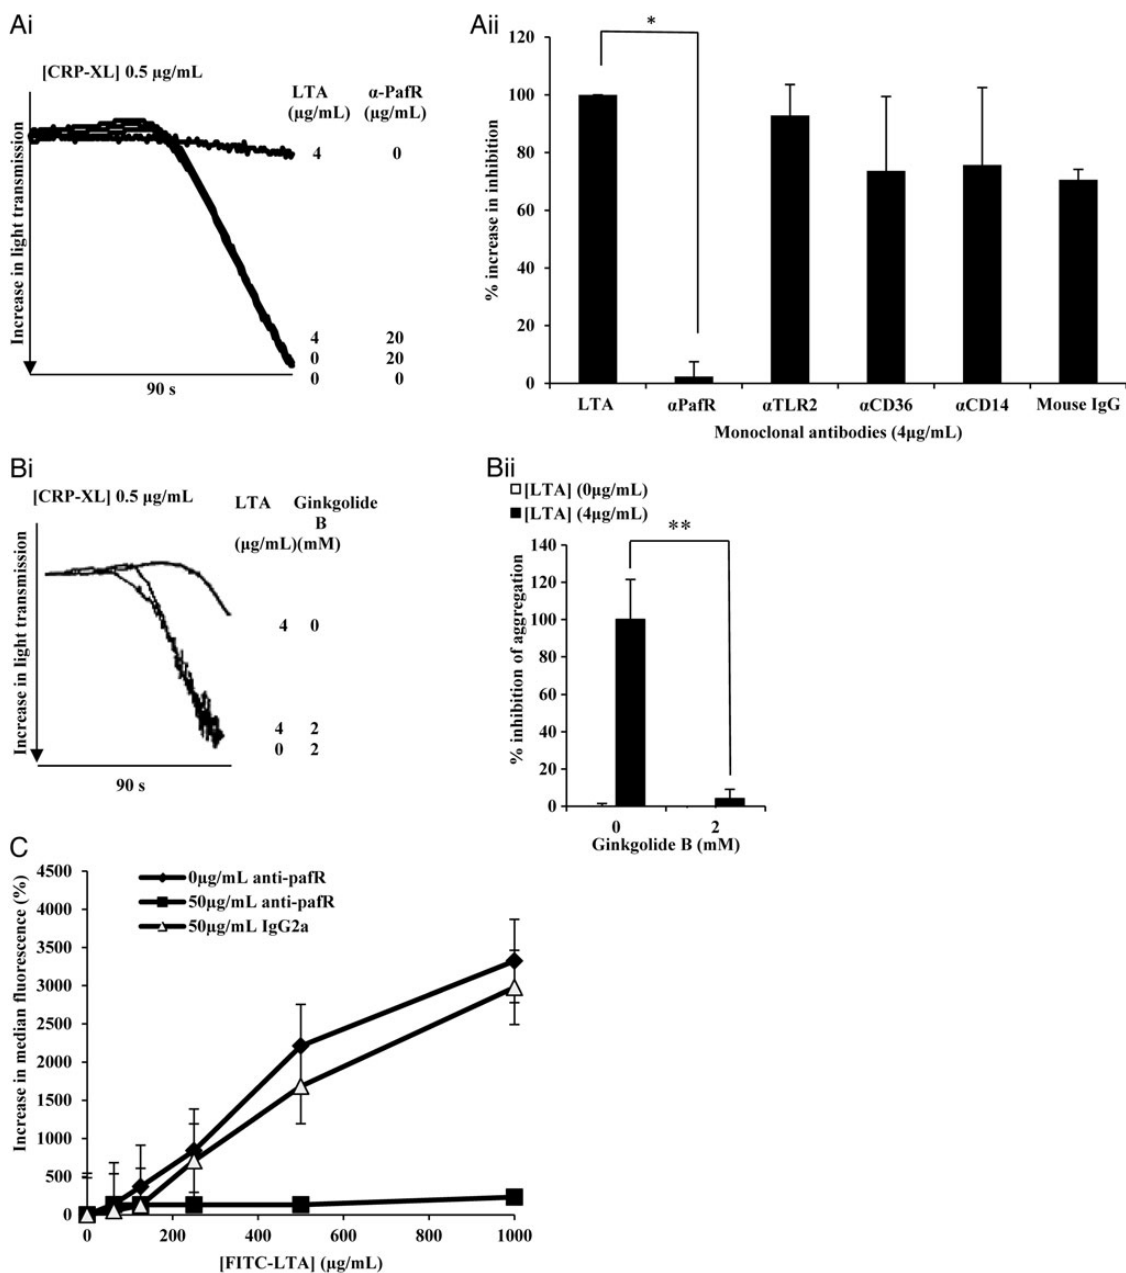 Ai
[CRP-XL] 0.5 µg/mL
LTA α-PafR
(µg/mL) (µg/mL)
4 0
4 20
0 20
0 0
Increase in light transmission
90 s
Aii
*
% increase in inhibition
120
100
80
60
40
20
0
LTA αPafR αTLR2 αCD36 αCD14 Mouse IgG
Monoclonal antibodies (4µg/mL)
Bi
[CRP-XL] 0.5 µg/mL
LTA Ginkgolide
B
(µg/mL)(mM)
4 0
4 2
0 2
Increase in light transmission
90 s
Bii
[LTA] (0µg/mL)
[LTA] (4µg/mL)
**
% inhibition of aggregation
140
120
100
80
60
40
20
0
0 2
Ginkgolide B (mM)
C
0µg/mL anti-pafR
50µg/mL anti-pafR
50µg/mL IgG2a
Increase in median fluorescence (%)
4500
4000
3500
3000
2500
2000
1500
1000
500
0
0 200 400 600 800 1000
[FITC-LTA] (µg/mL)